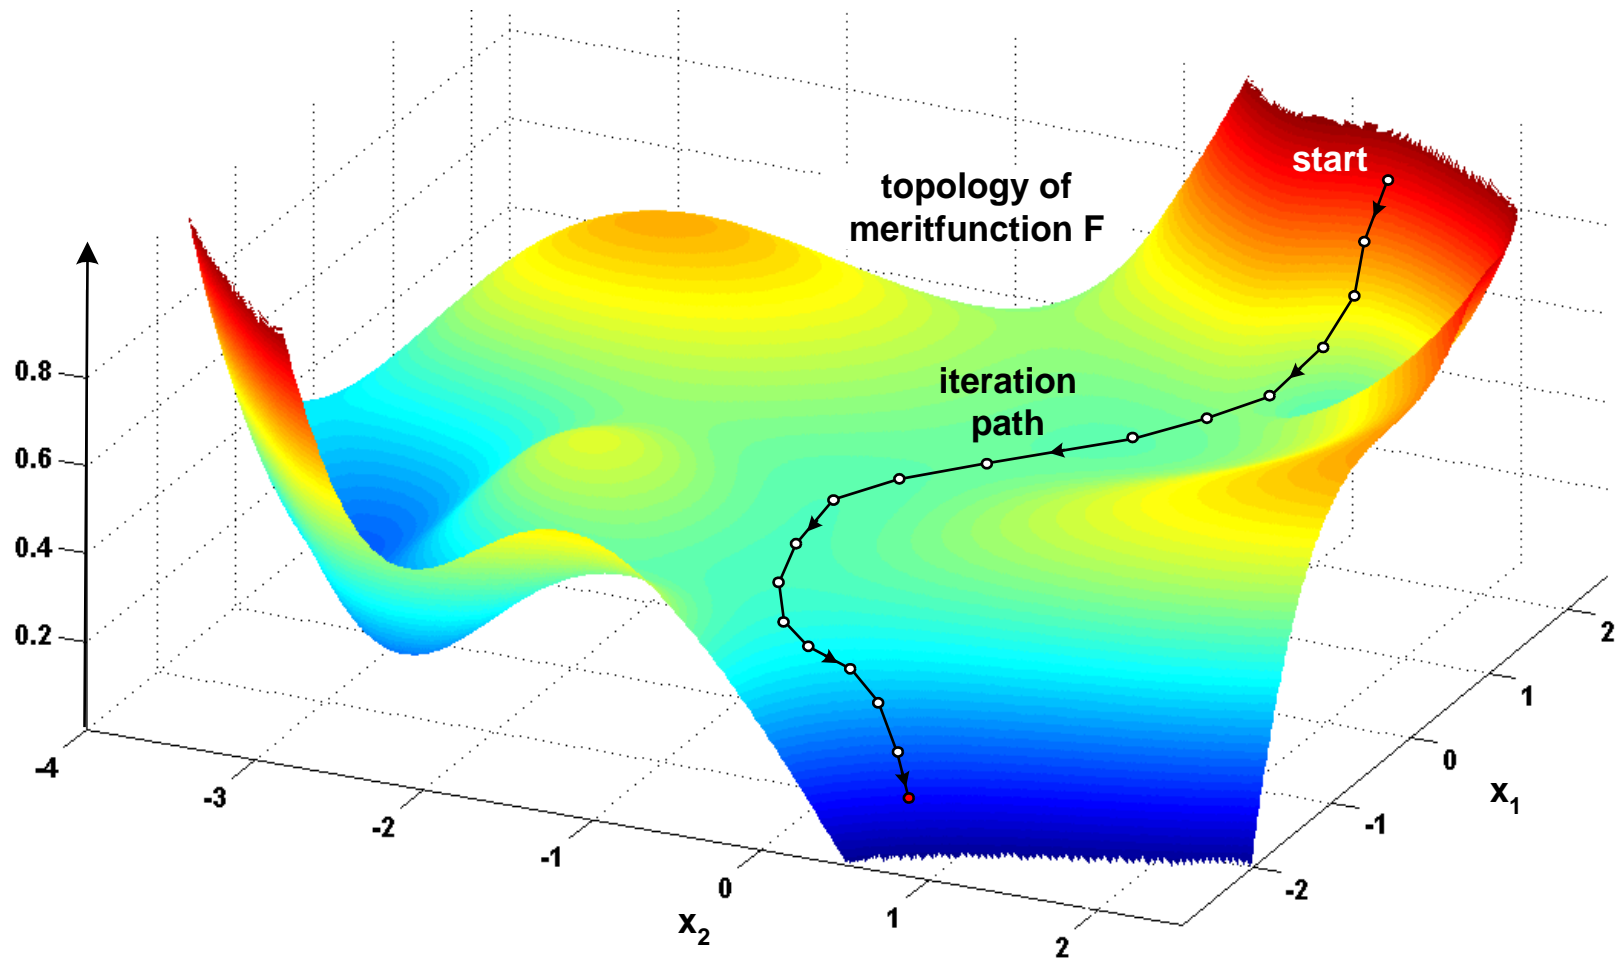 start
topology of
meritfunction F
iteration
path
0.8
0.6
0.4
0.2
-4
-3
-2
-1
0
1
2
x2
-2
-1
0
1
2
x1